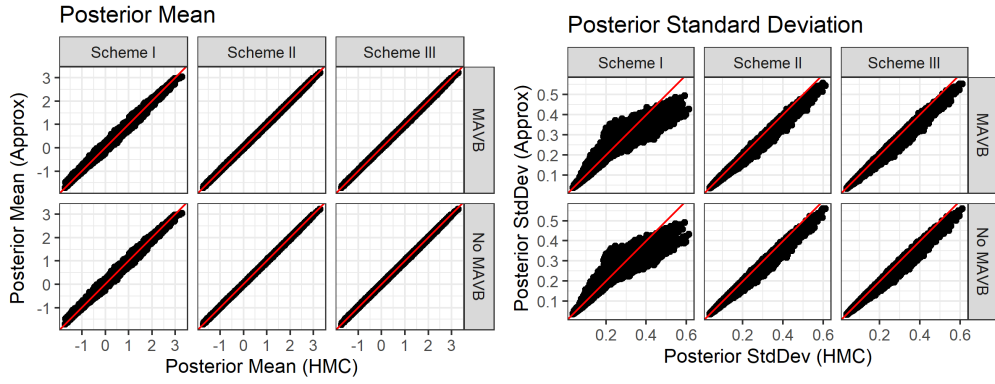 Posterior Mean
Scheme I Scheme II Scheme III
Posterior Mean (Approx)
3
2
1
0
-1
MAVB
3
2
1
0
-1
No MAVB
-1 0 1 2 3 -1 0 1 2 3 -1 0 1 2 3
Posterior Mean (HMC)
Posterior Standard Deviation
Scheme I Scheme II Scheme III
Posterior StdDev (Approx)
0.5
0.4
0.3
0.2
0.1
MAVB
0.5
0.4
0.3
0.2
0.1
No MAVB
0.2 0.4 0.6 0.2 0.4 0.6 0.2 0.4 0.6
Posterior StdDev (HMC)